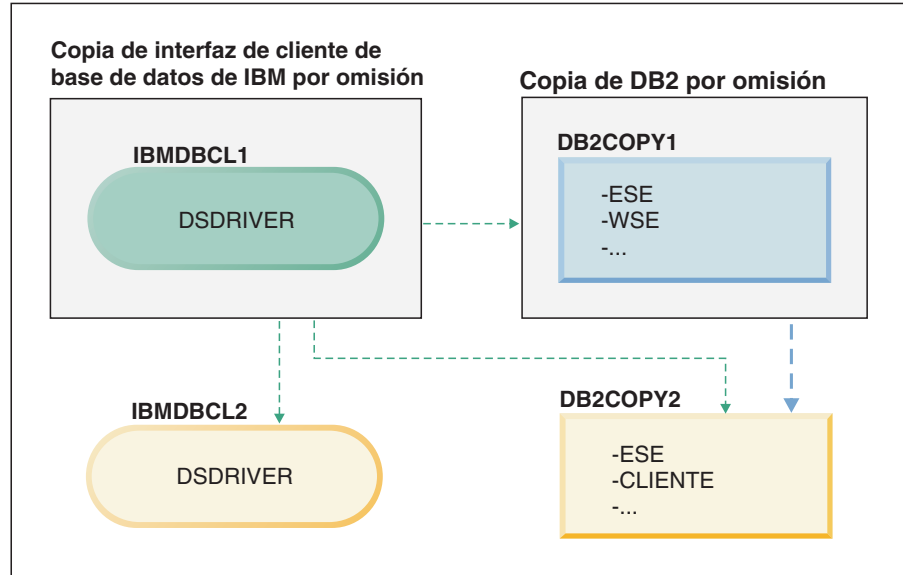 Copia de interfaz de cliente de
base de datos de IBM por omisión
IBMDBCL1
DSDRIVER
Copia de DB2 por omisión
DB2COPY1
-ESE
-WSE
-...
IBMDBCL2
DSDRIVER
DB2COPY2
-ESE
-CLIENTE
-...